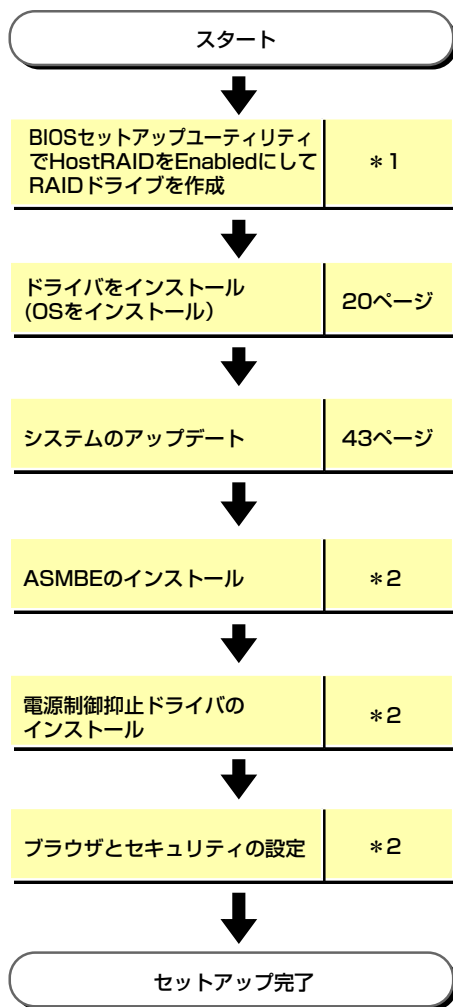 スタート
BIOSセットアップユーティリティ
でHostRAIDをEnabledにして
RAIDドライブを作成
＊1
ドライバをインストール
(OSをインストール）
20ページ
システムのアップデート
43ページ
ASMBEのインストール
＊2
電源制御抑止ドライバの
インストール
＊2
ブラウザとセキュリティの設定
＊2
セットアップ完了